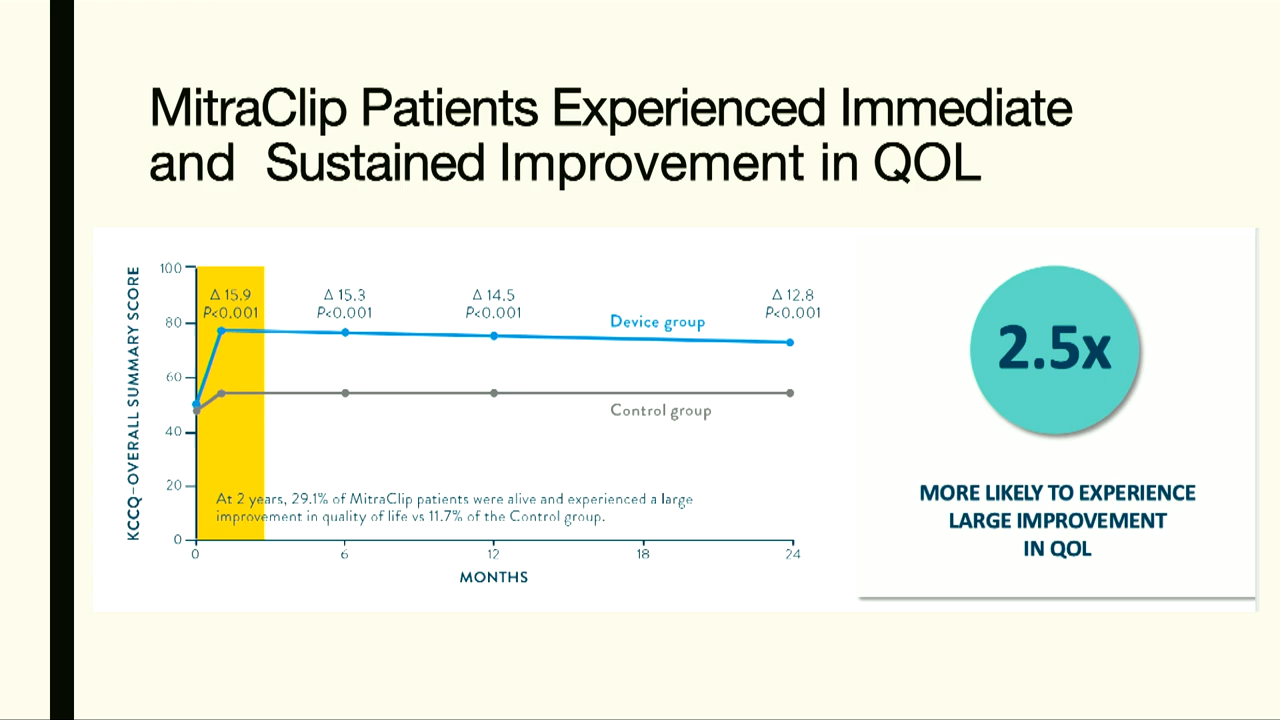 MitraClip Patients Experienced Immediate
and Sustained Improvement in QOL
KCCQ-OVERALL SUMMARY SCORE
100
80
60
40
20
0
Δ 15.9
P<0.001
Δ 15.3
P<0.001
Δ 14.5
P<0.001
Δ 12.8
P<0.001
Device group
Control group
At 2 years, 29.1% of MitraClip patients were alive and experienced a large
improvement in quality of life vs 11.7% of the Control group.
0 6 12 18 24
MONTHS
2.5x
MORE LIKELY TO EXPERIENCE
LARGE IMPROVEMENT
IN QOL